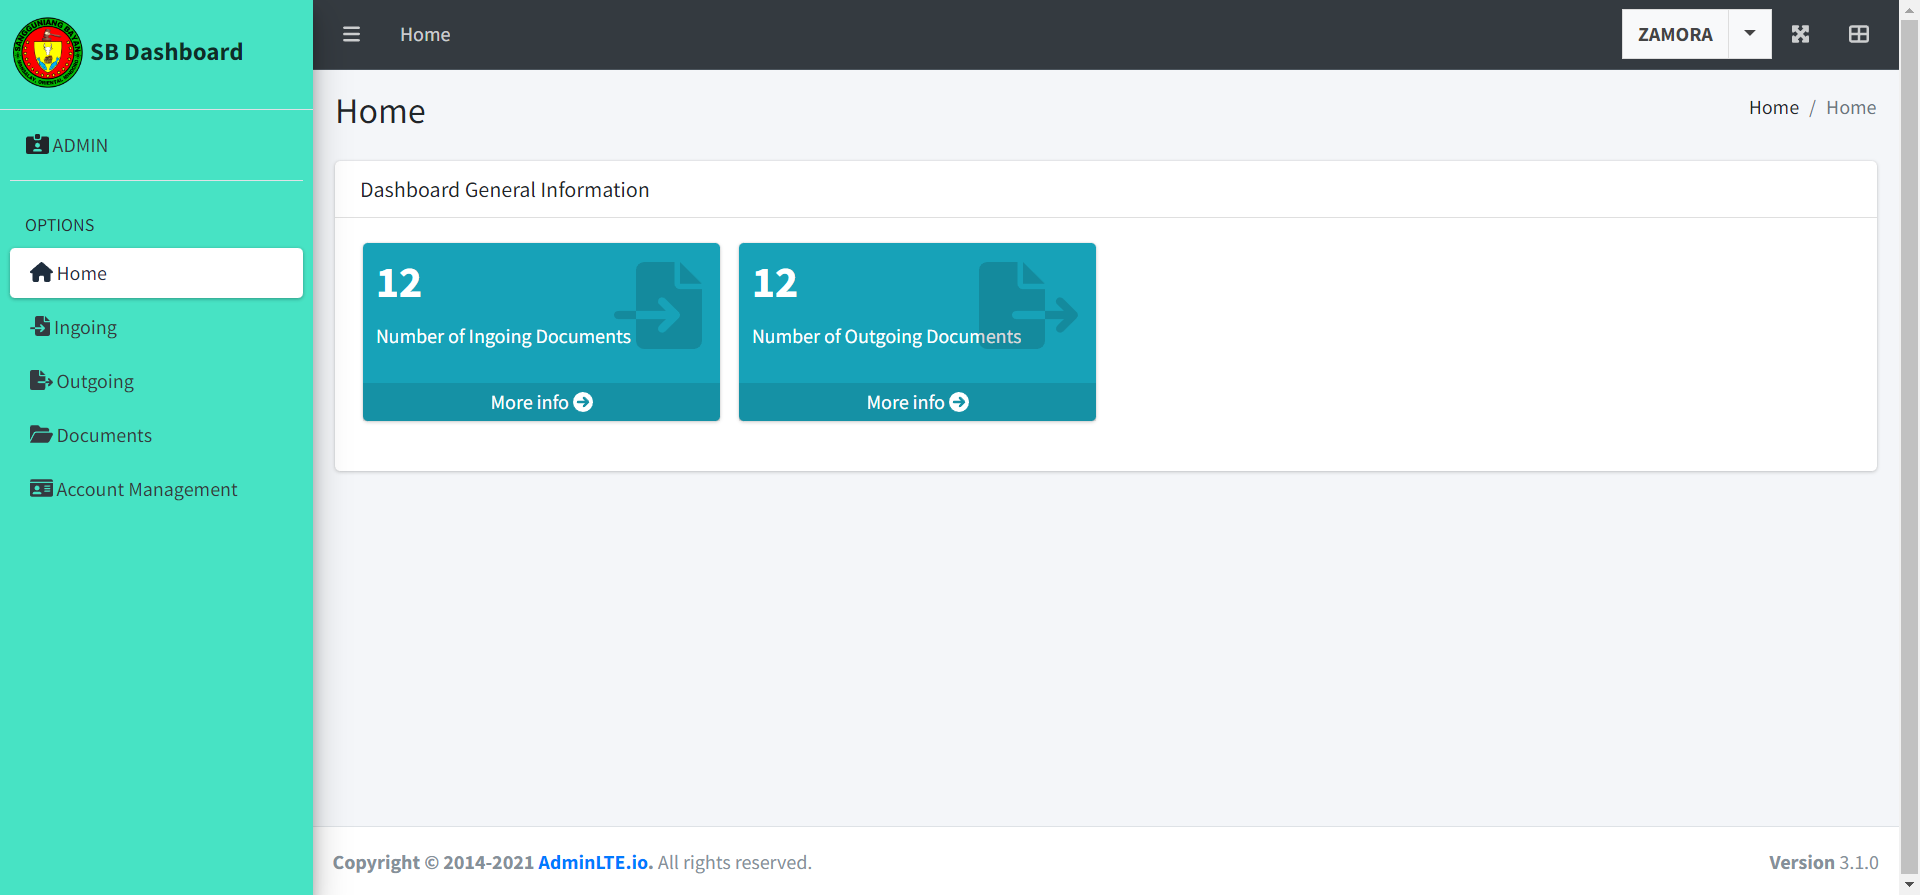 SANGGUNIANG BAYAN
SB Dashboard
ADMIN
OPTIONS
Home
Ingoing
Outgoing
Documents
Account Management
Home
ZAMORA
Home
Home / Home
Dashboard General Information
12
Number of Ingoing Documents
More info
12
Number of Outgoing Documents
More info
Copyright © 2014-2021 AdminLTE.io. All rights reserved.
Version 3.1.0